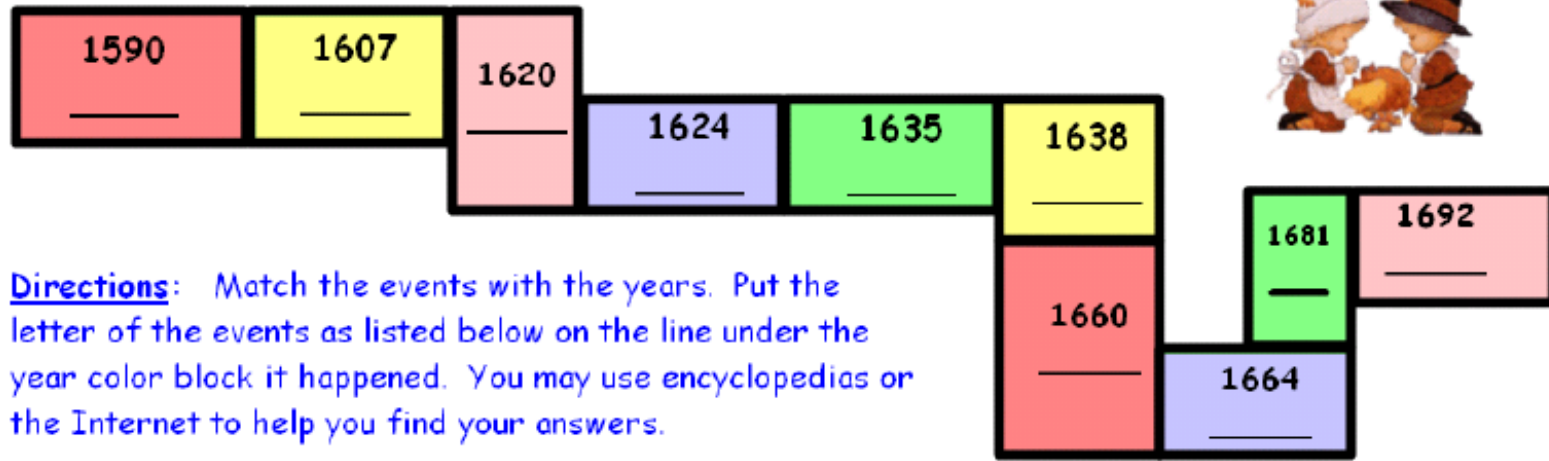 1590
1607
1620
1624
1635
1638
1681
1692
Directions: Match the events with the years. Put the
letter of the events as listed below on the line under the
year color block it happened. You may use encyclopedias or
the Internet to help you find your answers.
1660
1664